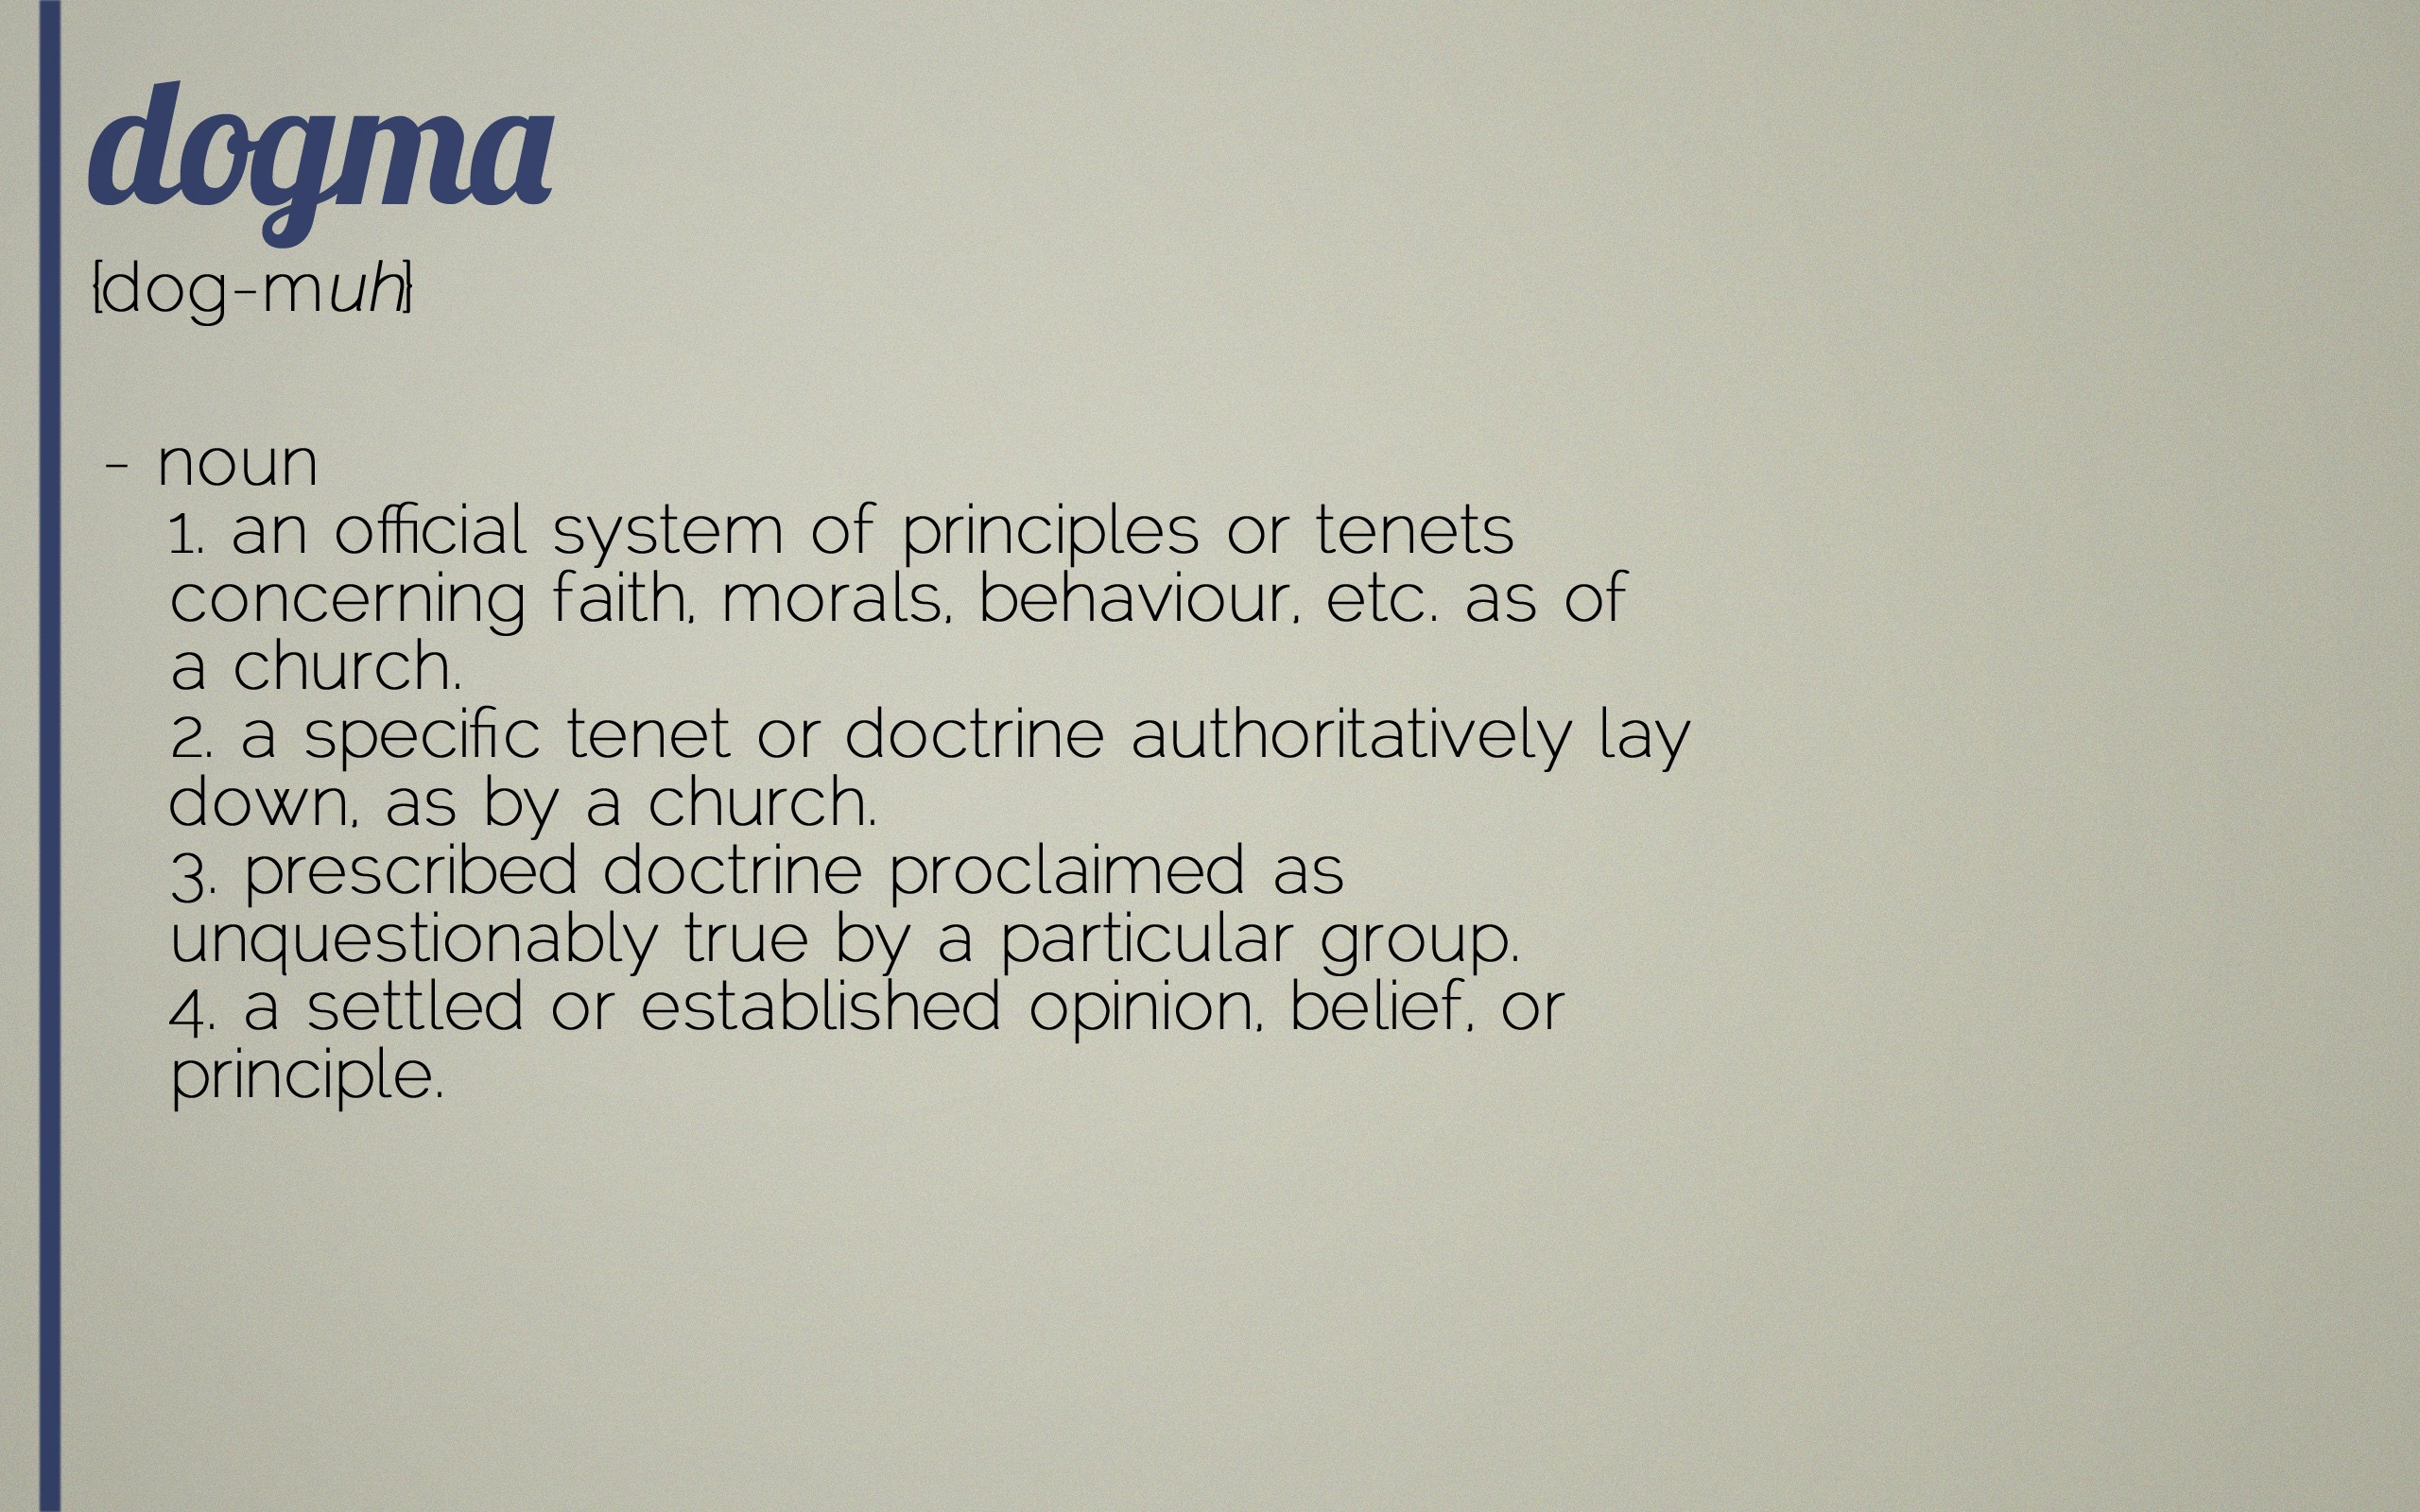 dogma
{dog-muh}
- noun
1. an official system of principles or tenets
concerning faith, morals, behaviour, etc. as of
a church.
2. a specific tenet or doctrine authoritatively lay
down, as by a church.
3. prescribed doctrine proclaimed as
unquestionably true by a particular group.
4. a settled or established opinion, belief, or
principle.